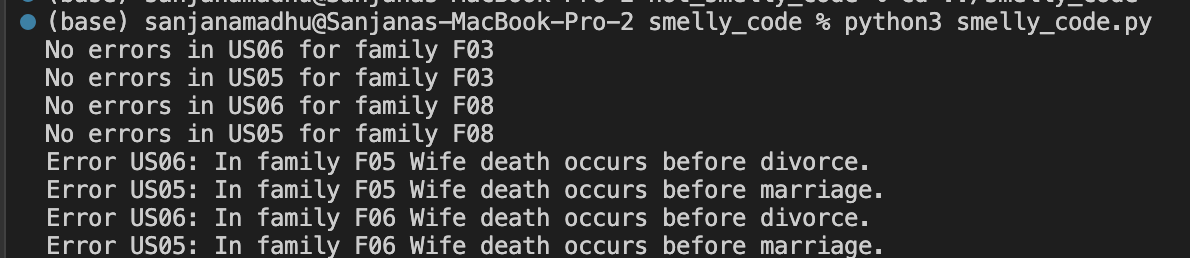 (base) sanjanamadhu@Sanjanas-MacBook-Pro-2 smelly_code % python3 smelly_code.py
No errors in US06 for family F03
No errors in US05 for family F03
No errors in US06 for family F08
No errors in US05 for family F08
Error US06: In family F05 Wife death occurs before divorce.
Error US05: In family F05 Wife death occurs before marriage.
Error US06: In family F06 Wife death occurs before divorce.
Error US05: In family F06 Wife death occurs before marriage.